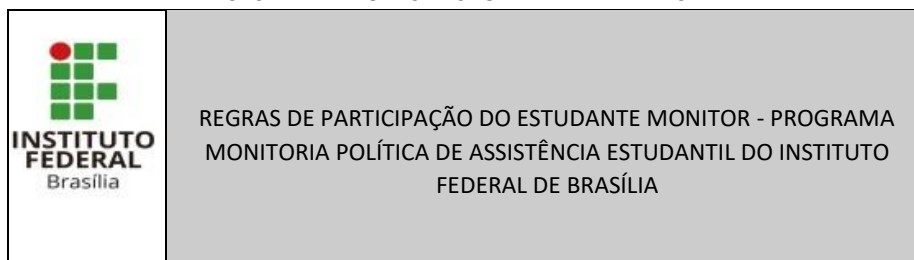 INSTITUTO
FEDERAL
Brasília
REGRAS DE PARTICIPAÇÃO DO ESTUDANTE MONITOR - PROGRAMA
MONITORIA POLÍTICA DE ASSISTÊNCIA ESTUDANTIL DO INSTITUTO
FEDERAL DE BRASÍLIA